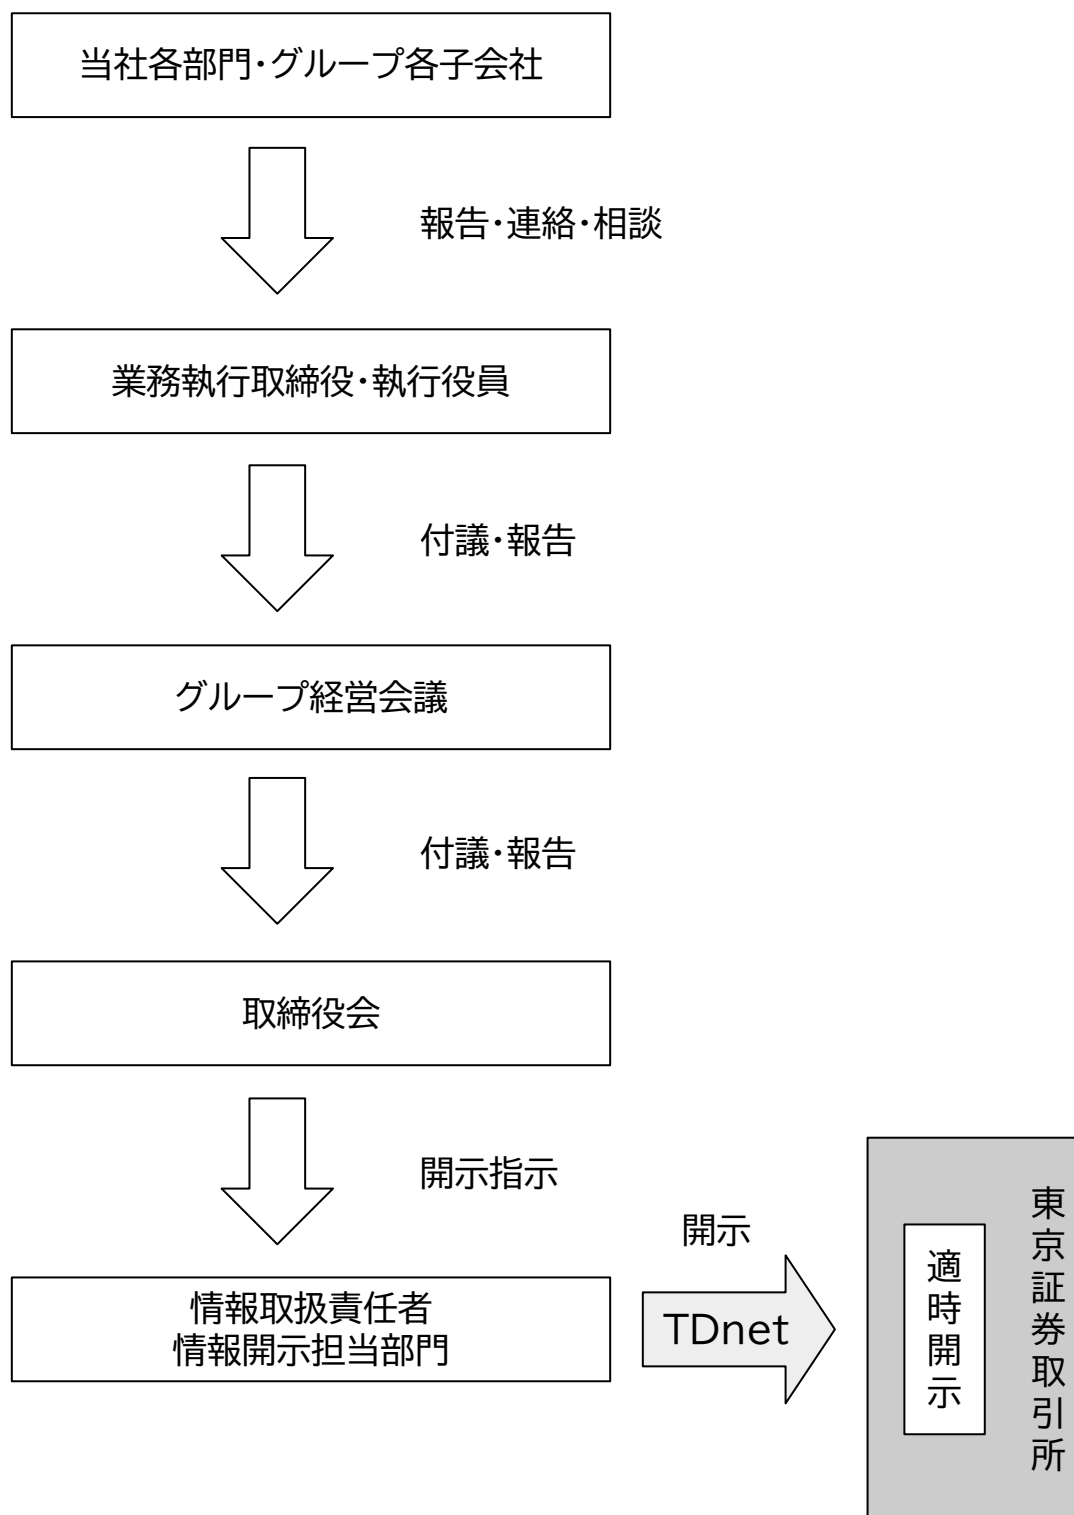 当社各部門・グループ各子会社
報告・連絡・相談
業務執行取締役・執行役員
付議・報告
グループ経営会議
付議・報告
取締役会
開示指示
情報取扱責任者
情報開示担当部門
開示
TDnet
適時開示
東京証券取引所